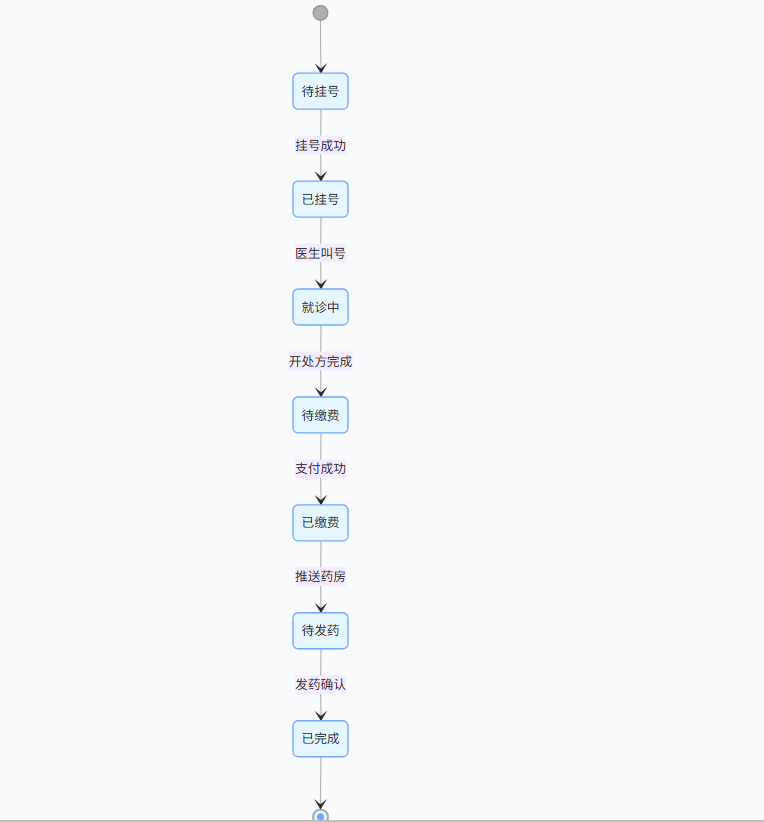 待挂号
挂号成功
已挂号
医生叫号
就诊中
开处方完成
待缴费
支付成功
已缴费
推送药房
待发药
发药确认
已完成